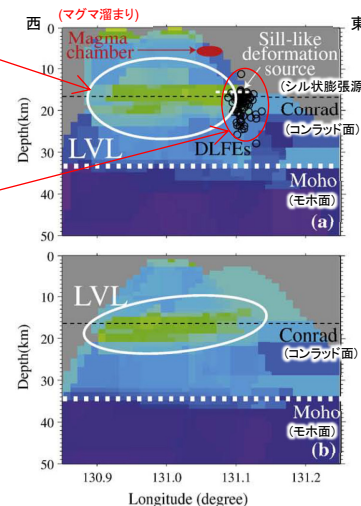 西
(マグマ溜まり)
東
Magma
chamber
Sill-like
deformation
source
(シル状膨張源
Conrad
(コンラッド面)
LVL
DLFEs
Moho
(モホ面)
(a)
Depth(km)
0
10
20
30
40
50
LVL
Conrad
(コンラッド面)
Moho
(モホ面)
(b)
Depth(km)
0
10
20
30
40
50
130.9
131.0
131.1
131.2
Longitude (degree)